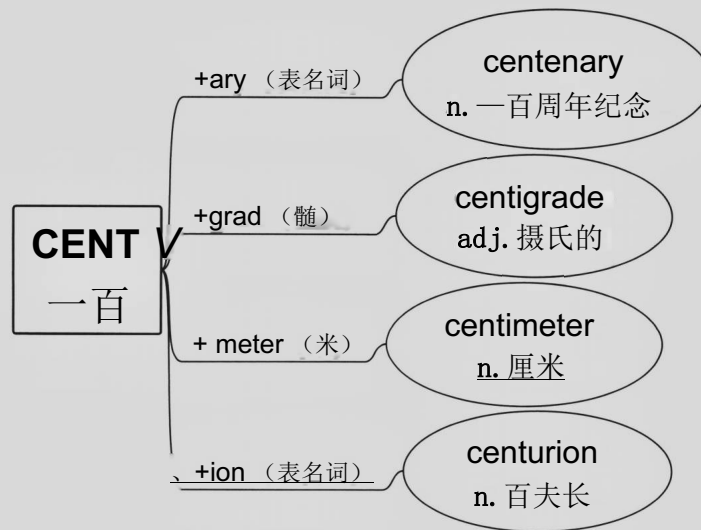 +ary （表名词）
centenary
n. 一百周年纪念
+grad （髓）
centigrade
adj. 摄氏的
CENT V
一百
+ meter （米）
centimeter
n. 厘米
、+ion （表名词）
centurion
n. 百夫长